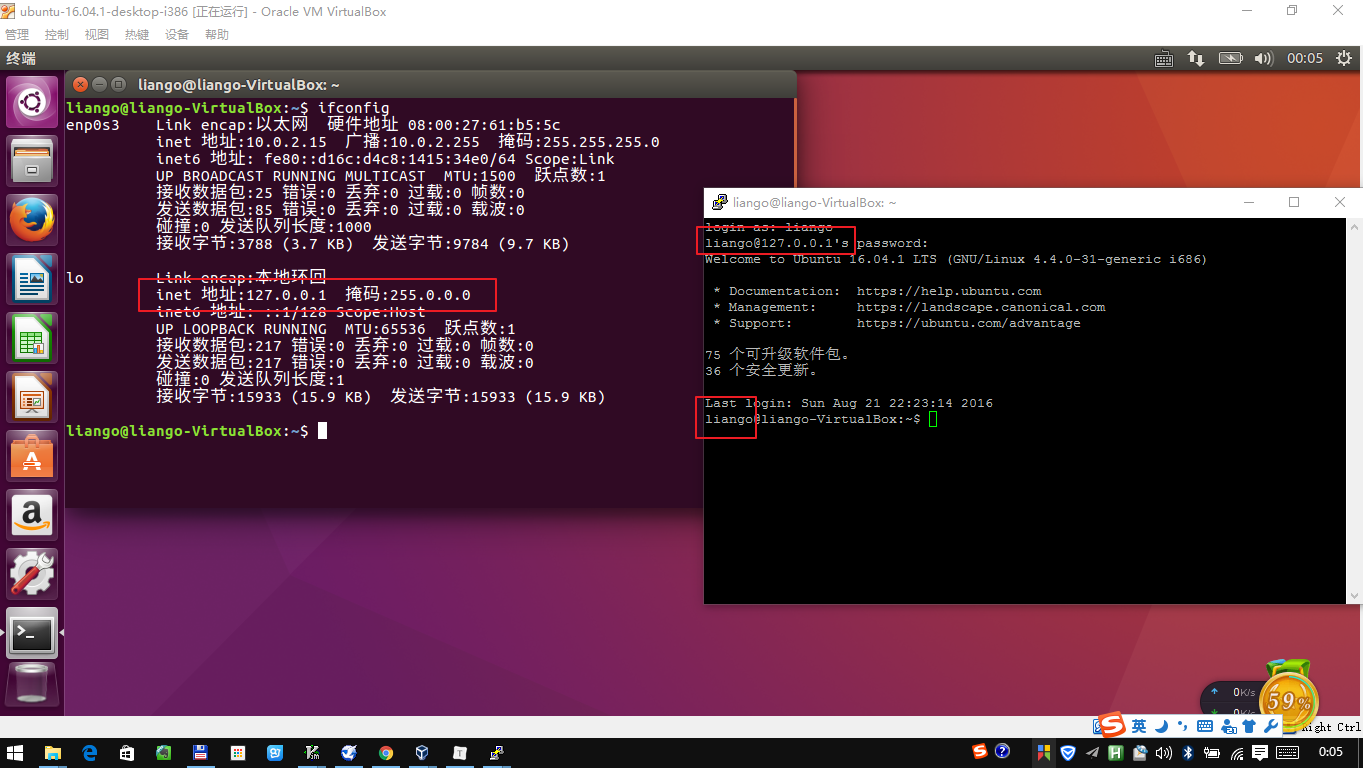 ubuntu-16.04.1-desktop-i386 [正在运行] - Oracle VM VirtualBox
管理 控制 视图 热键 设备 帮助
终端 00:05
liango@liango-VirtualBox: ~
liango@liango-VirtualBox:~$ ifconfig
enp0s3 Link encap:以太网 硬件地址 08:00:27:61:b5:5c
inet 地址:10.0.2.15 广播:10.0.2.255 掩码:255.255.255.0
inet6 地址: fe80::d16c:d4c8:1415:34e0/64 Scope:Link
UP BROADCAST RUNNING MULTICAST MTU:1500 跃点数:1
接收数据包:25 错误:0 丢弃:0 过载:0 帧数:0
发送数据包:85 错误:0 丢弃:0 过载:0 载波:0
碰撞:0 发送队列长度:1000
接收字节:3788 (3.7 KB) 发送字节:9784 (9.7 KB)
lo Link encap:本地环回
inet 地址:127.0.0.1 掩码:255.0.0.0
inet6 地址: ::1/128 Scope:Host
UP LOOPBACK RUNNING MTU:65536 跃点数:1
接收数据包:217 错误:0 丢弃:0 过载:0 帧数:0
发送数据包:217 错误:0 丢弃:0 过载:0 载波:0
碰撞:0 发送队列长度:1
接收字节:15933 (15.9 KB) 发送字节:15933 (15.9 KB)
liango@liango-VirtualBox:~$
liango@liango-VirtualBox: ~
login as: liango
liango@127.0.0.1's password:
Welcome to Ubuntu 16.04.1 LTS (GNU/Linux 4.4.0-31-generic i686)
* Documentation: https://help.ubuntu.com
* Management: https://landscape.canonical.com
* Support: https://ubuntu.com/advantage
75 个可升级软件包。
36 个安全更新。
Last login: Sun Aug 21 22:23:14 2016
liango@liango-VirtualBox:~$
0K/s
0K/s
59%
英
Right Ctrl
0:05